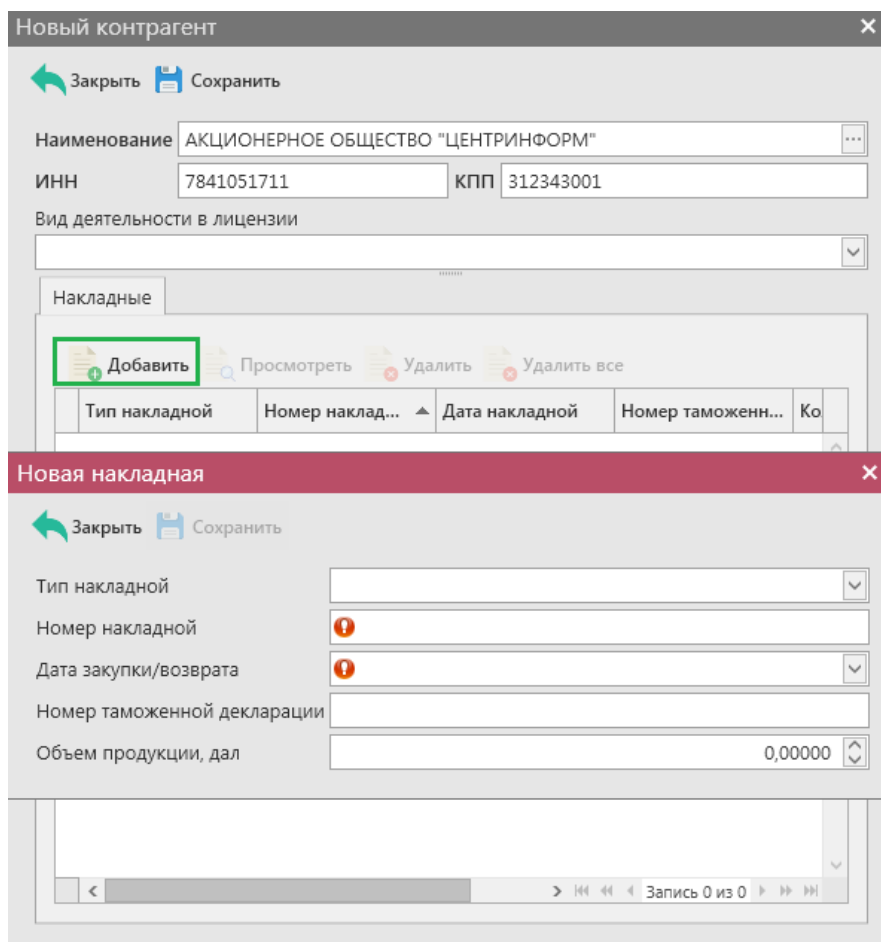 Новый контрагент
Закрыть Сохранить
Наименование АКЦИОНЕРНОЕ ОБЩЕСТВО "ЦЕНТРИНФОРМ" ...
ИНН 7841051711 КПП 312343001
Вид деятельности в лицензии
Накладные
Добавить Просмотреть Удалить Удалить все
Тип накладной Номер наклад... Дата накладной Номер таможенн... Ко
Новая накладная
Закрыть Сохранить
Тип накладной
Номер накладной
Дата закупки/возврата
Номер таможенной декларации
Объем продукции, дал 0,00000
Запись 0 из 0